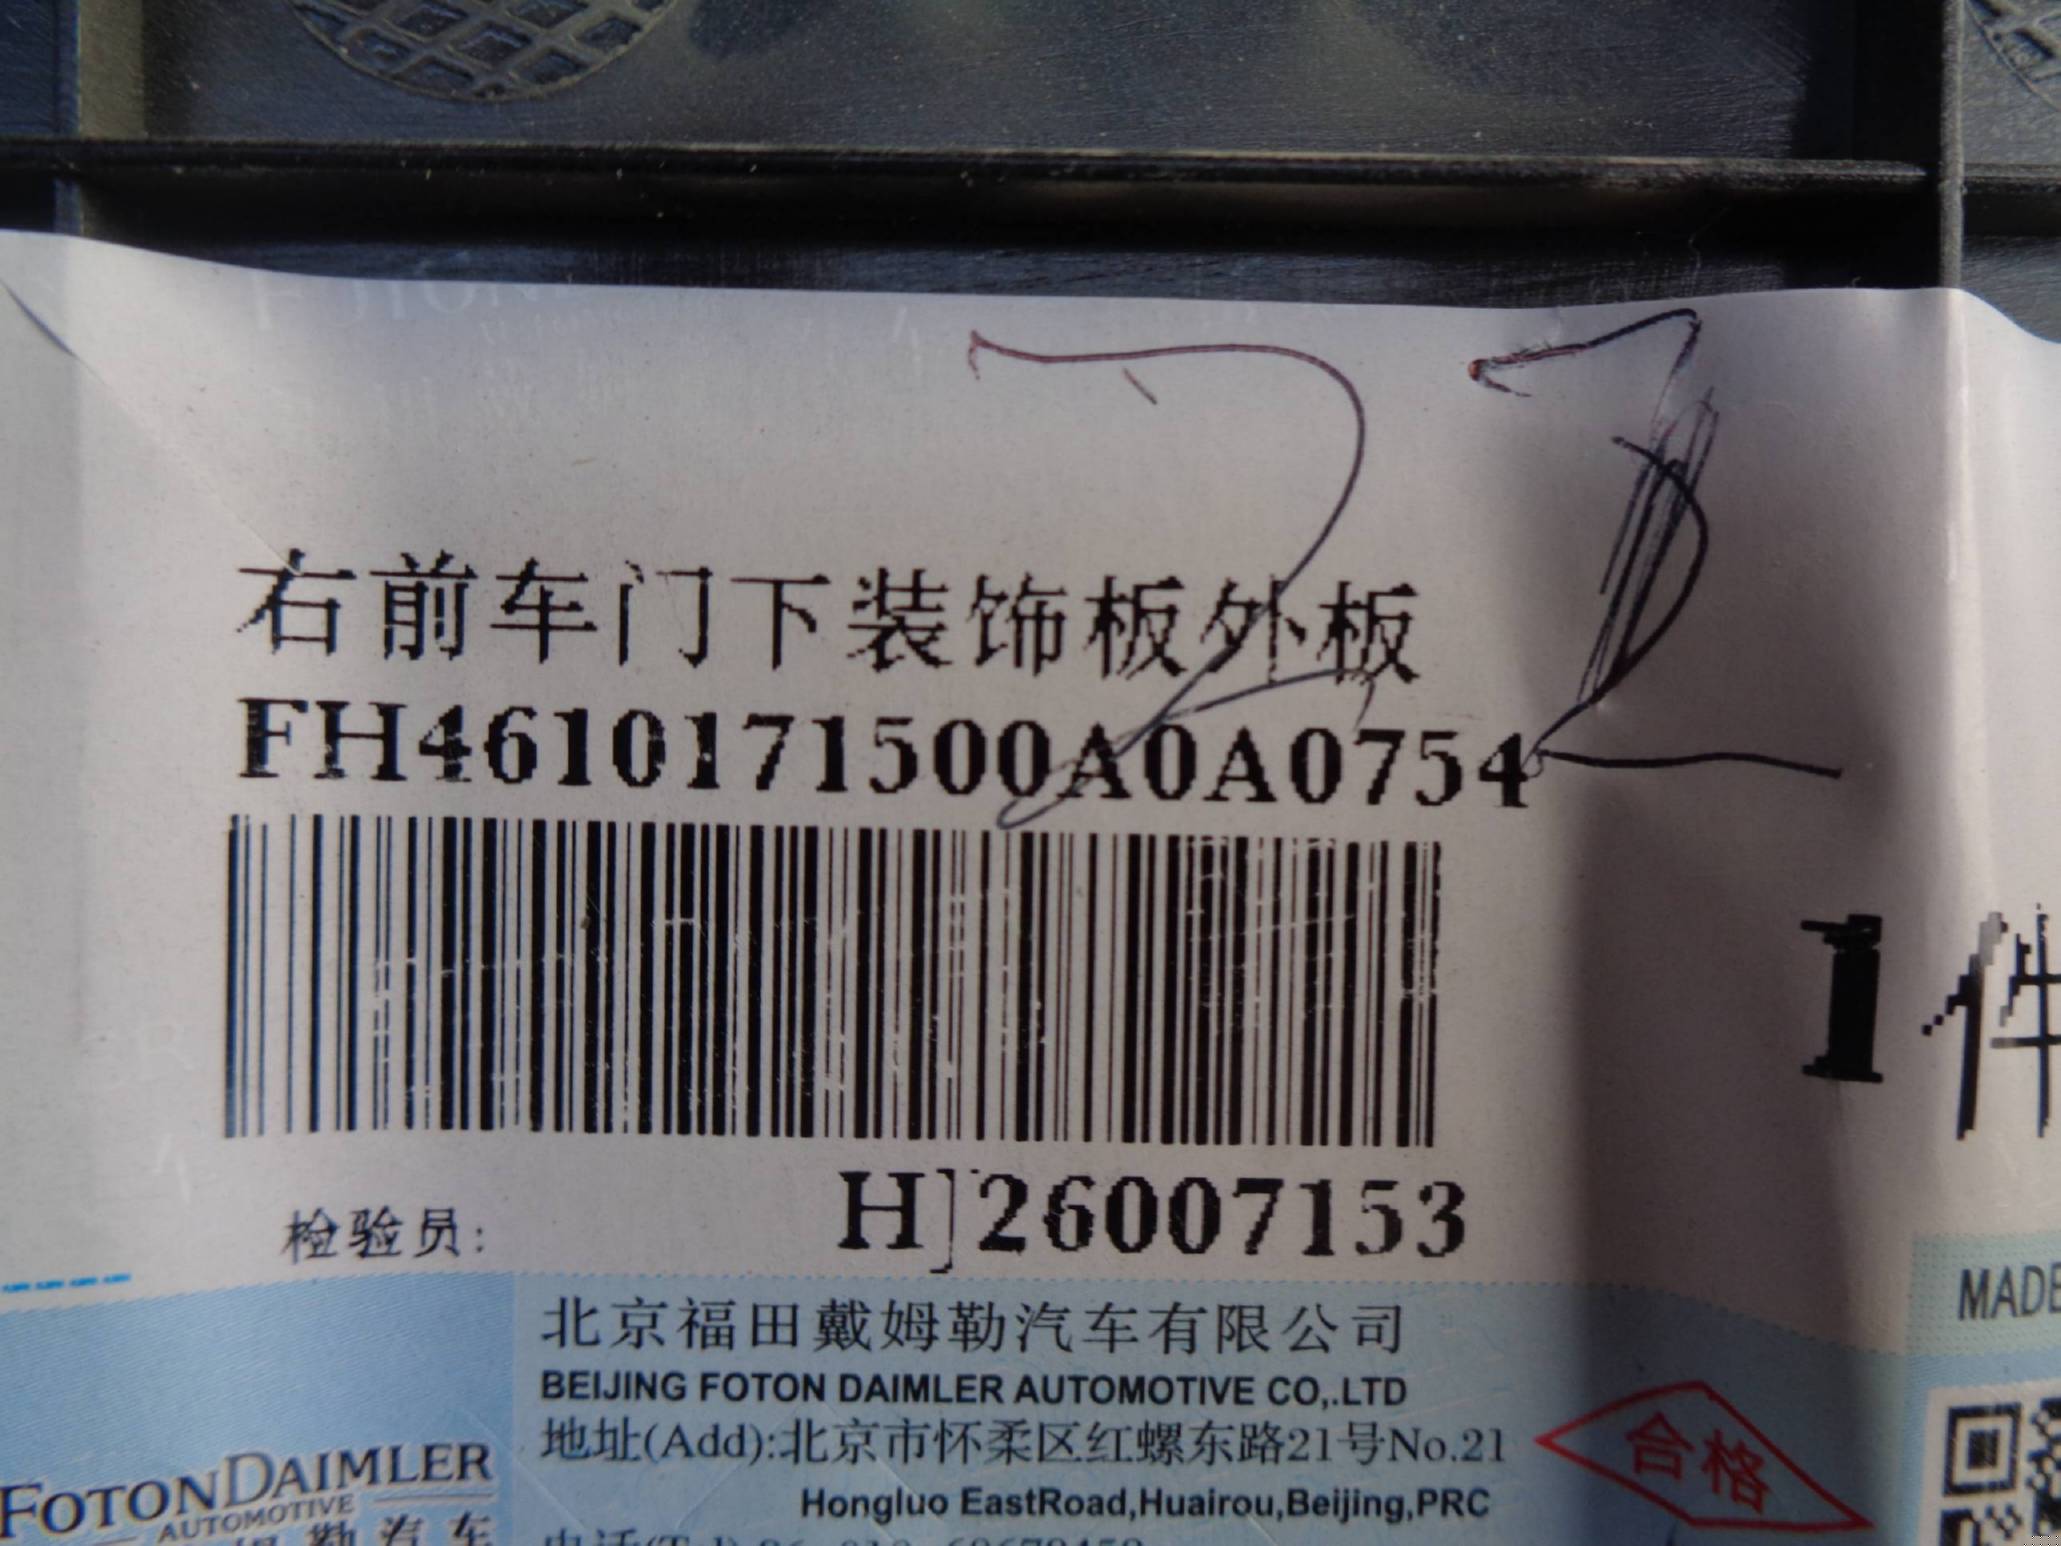 右前车门下装饰板外板
FH4610171500A0A0754
1件
H]26007153
检验员:
MADE
北京福田戴姆勒汽车有限公司
BEIJING FOTON DAIMLER AUTOMOTIVE CO,.LTD
地址(Add):北京市怀柔区红螺东路21号No.21
Hongluo EastRoad,Huairou,Beijing,PRC
合格
FOTONDAIMLER
AUTOMOTIVE
勒汽车